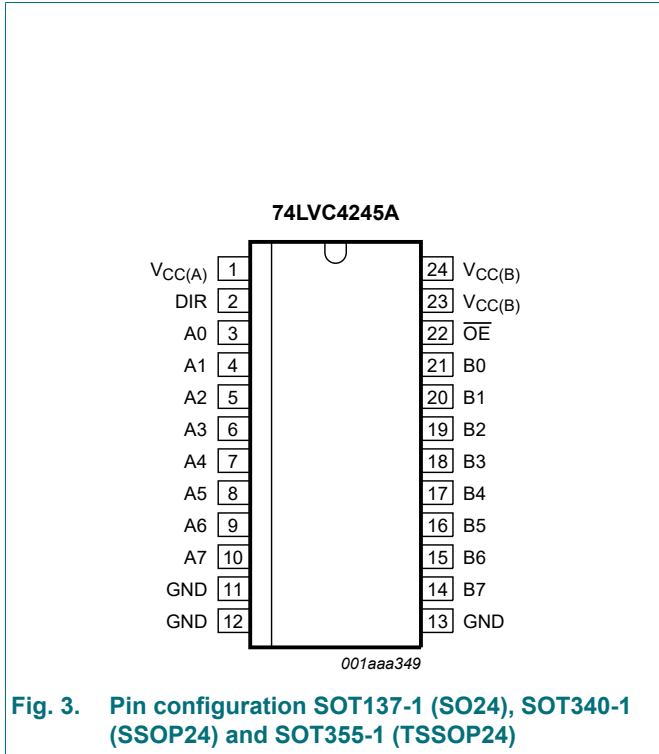 74LVC4245A
VCC(A) 1 24 VCC(B)
DIR 2 23 VCC(B)
A0 3 22 O̅E̅
A1 4 21 B0
A2 5 20 B1
A3 6 19 B2
A4 7 18 B3
A5 8 17 B4
A6 9 16 B5
A7 10 15 B6
GND 11 14 B7
GND 12 13 GND
001aaa349
Fig. 3. Pin configuration SOT137-1 (SO24), SOT340-1
(SSOP24) and SOT355-1 (TSSOP24)